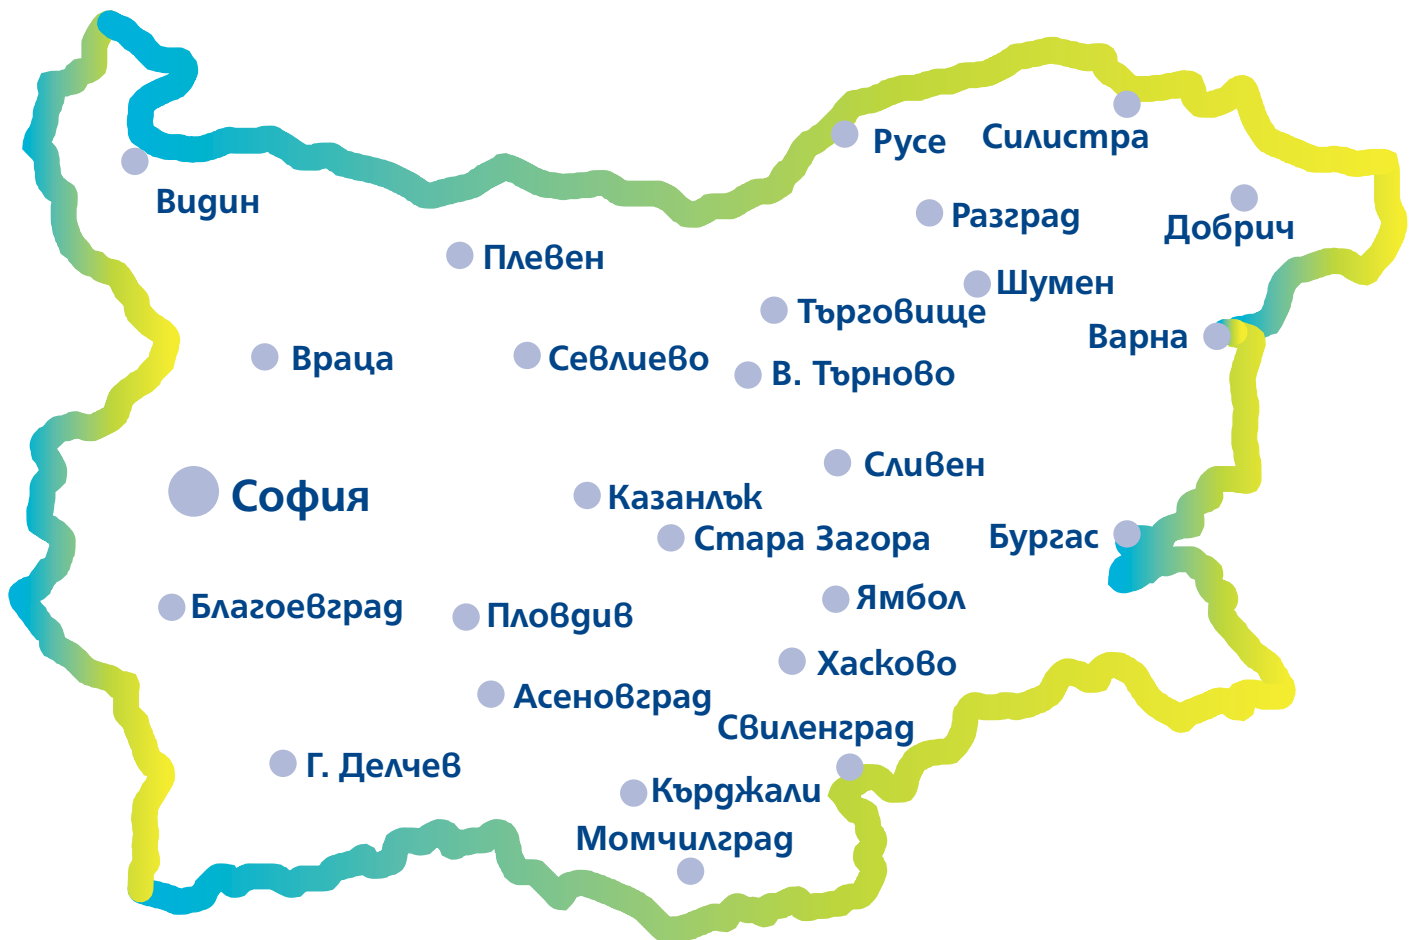 Русе
Силистра
Видин
Разград
Добрич
Плевен
Шумен
Търговище
Варна
Враца
Севлиево
В. Търново
Сливен
София
Казанлък
Стара Загора
Бургас
Благоевград
Пловдив
Ямбол
Хасково
Асеновград
Свиленград
Г. Делчев
Кърджали
Момчилград